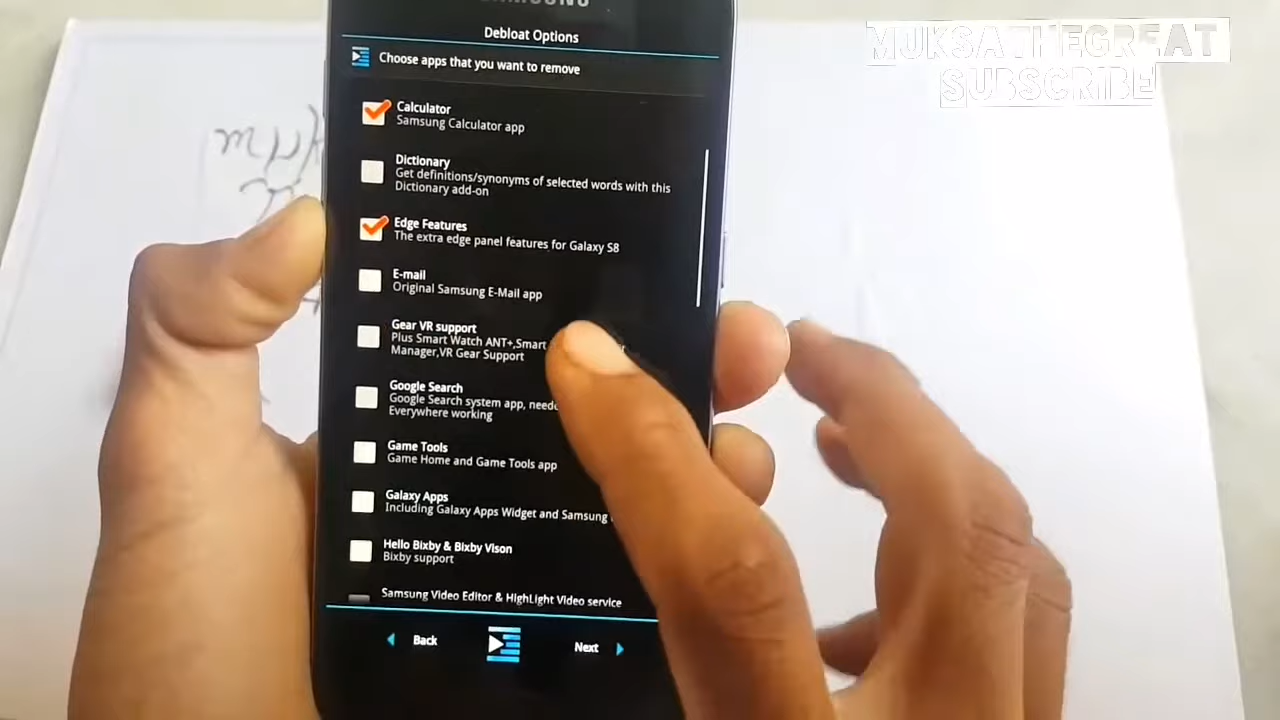 SAMSUNG
MUKSATHEGREAT
SUBSCRIBE
Debloat Options
Choose apps that you want to remove
Calculator
Samsung Calculator app
Dictionary
Get definitions/synonyms of selected words with this
Dictionary add-on
Edge Features
The extra edge panel features for Galaxy S8
E-mail
Original Samsung E-Mail app
Gear VR support
Plus Smart Watch ANT+,Smart
Manager,VR Gear Support
Google Search
Google Search system app,
Everywhere working
Game Tools
Game Home and Game Tools app
Galaxy Apps
Including Galaxy Apps Widget and Samsung
Hello Bixby & Bixby Vison
Bixby support
Samsung Video Editor & HighLight Video service
Back
Next